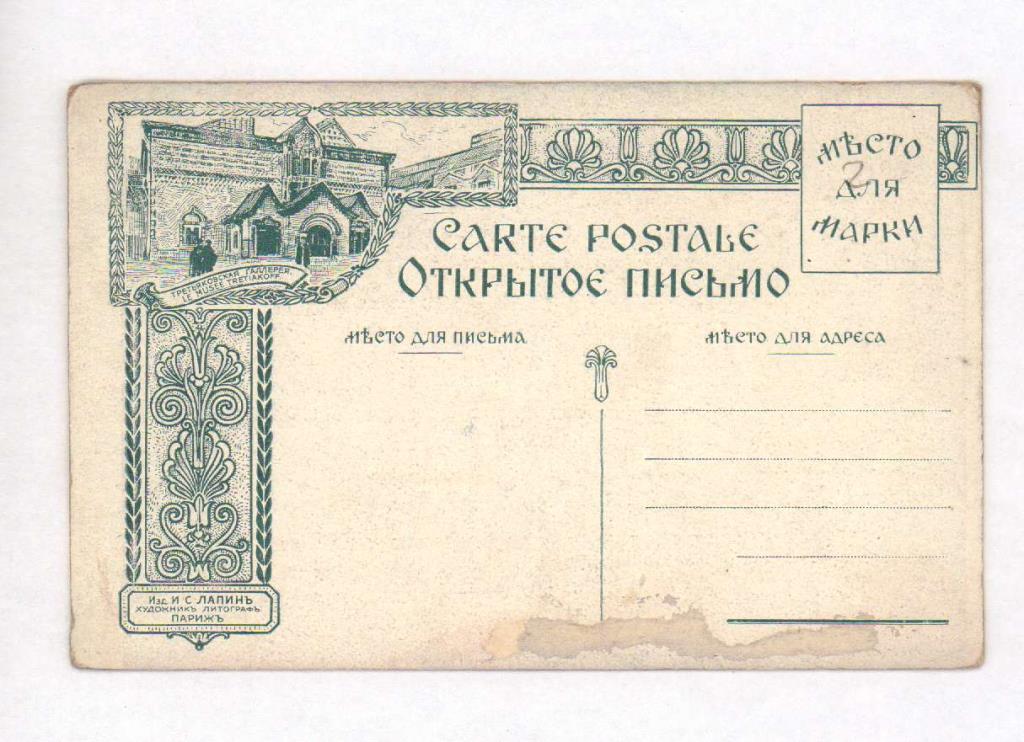 ТРЕТЬЯКОВСКАЯ ГАЛЛЕРЕЯ.
LE MUSÉE TRETIAKOFF.
CARTE POSTALE
ОТКРЫТОЕ ПИСЬМО
МѢСТО
ДЛЯ
МАРКИ
2
МѢСТО ДЛЯ ПИСЬМА
МѢСТО ДЛЯ АДРЕСА
Изд. И С ЛАПИНЪ
ХУДОЖНИКЪ ЛИТОГРАФЪ
ПАРИЖЪ